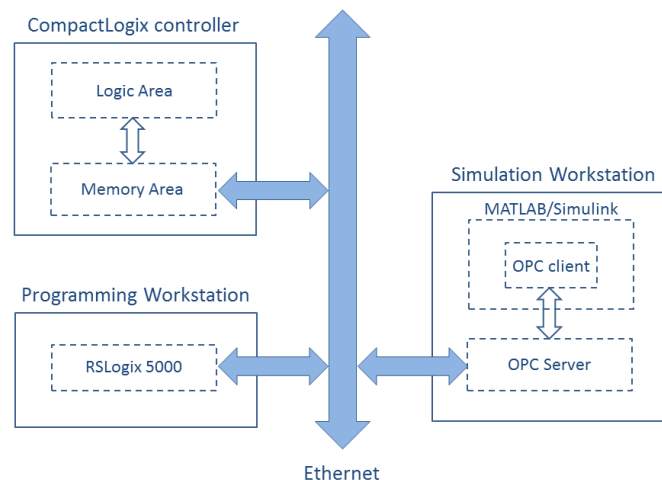 CompactLogix controller
Logic Area
Memory Area
Programming Workstation
RSLogix 5000
Simulation Workstation
MATLAB/Simulink
OPC client
OPC Server
Ethernet